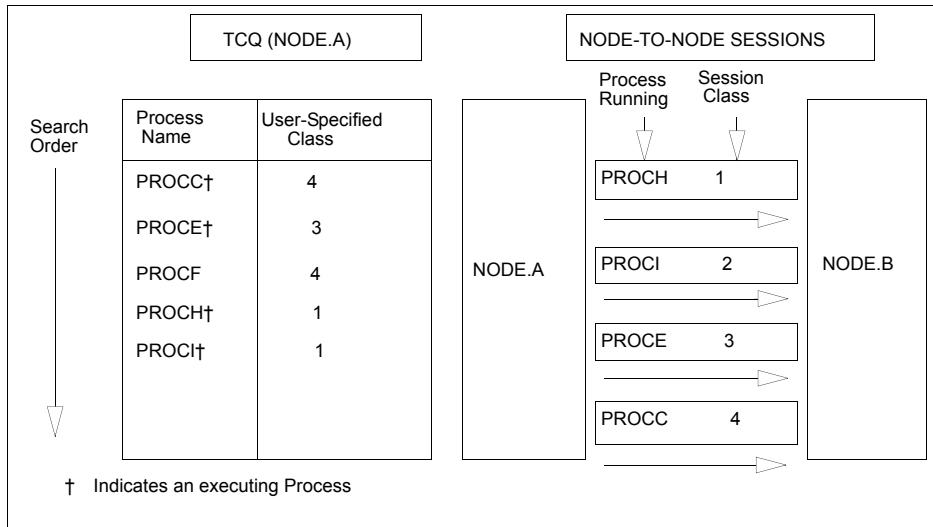 TCQ (NODE.A)
NODE-TO-NODE SESSIONS
Search
Order
Process
Name
User-Specified
Class
PROCC† 4
PROCE† 3
PROCF 4
PROCH† 1
PROCI† 1
Process
Running
Session
Class
NODE.A
PROCH 1
PROCI 2
PROCE 3
PROCC 4
NODE.B
† Indicates an executing Process